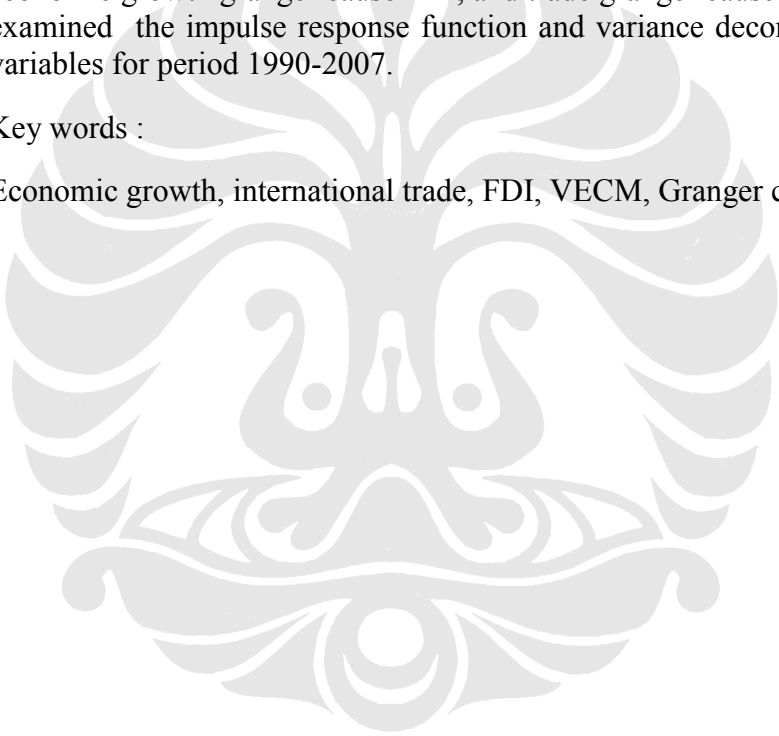 examined the impulse response function and variance
variables for period 1990-2007.
Key words :
Economic growth, international trade, FDI, VECM, Granger